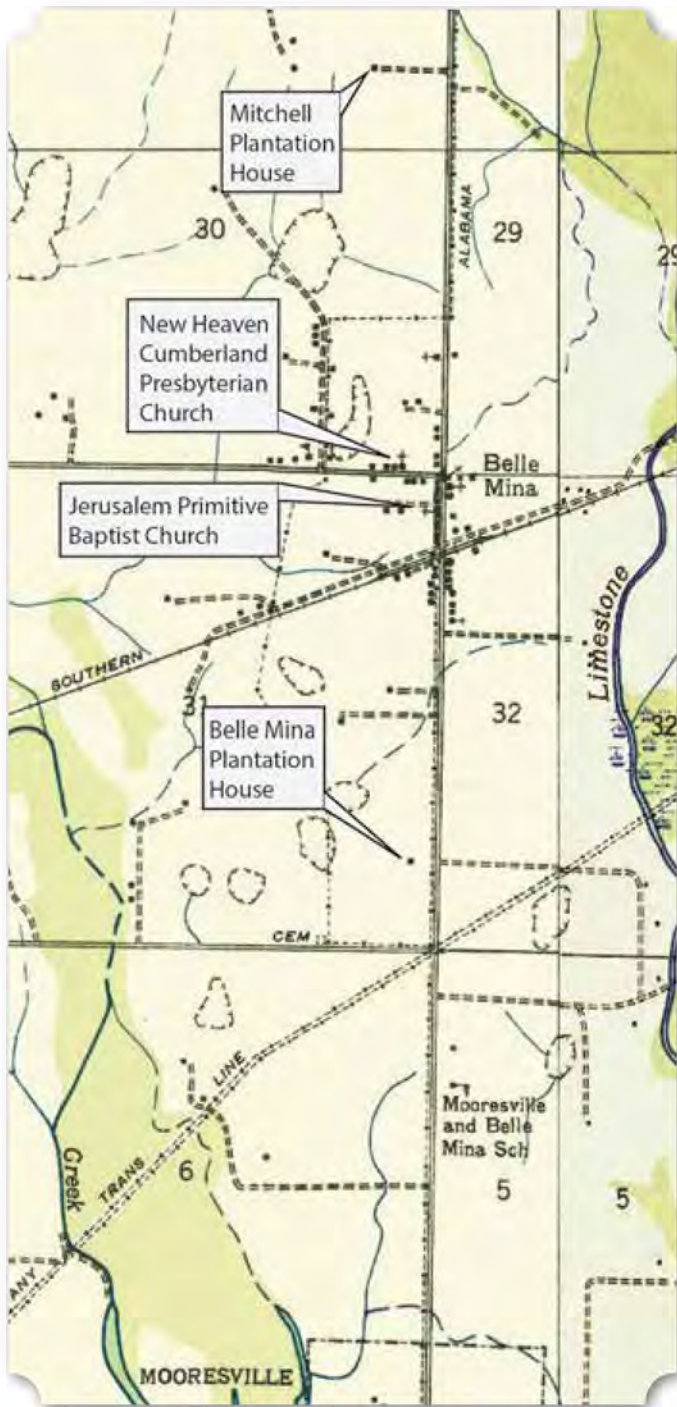 Mitchell
Plantation
House
30
ALABAMA
29
29
New Heaven
Cumberland
Presbyterian
Church
Belle
Mina
Jerusalem Primitive
Baptist Church
Limestone
SOUTHERN
32
32
Belle Mina
Plantation
House
CEM
LINE
TRANS
ANY
Mooresville
and Belle
Mina Sch
Creek
6
5
5
MOORESVILLE